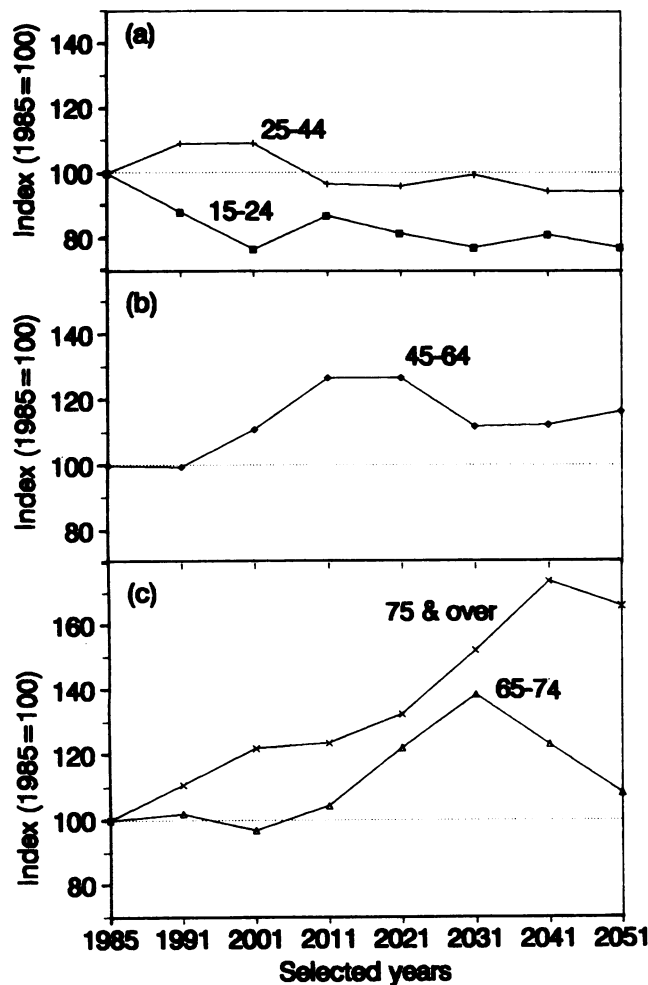 (a)
Index (1985=100)
140
120
100
80
25-44
15-24
(b)
Index (1985=100)
140
120
100
80
45-64
(c)
Index (1985=100)
160
140
120
100
80
75 & over
65-74
1985 1991 2001 2011 2021 2031 2041 2051
Selected years